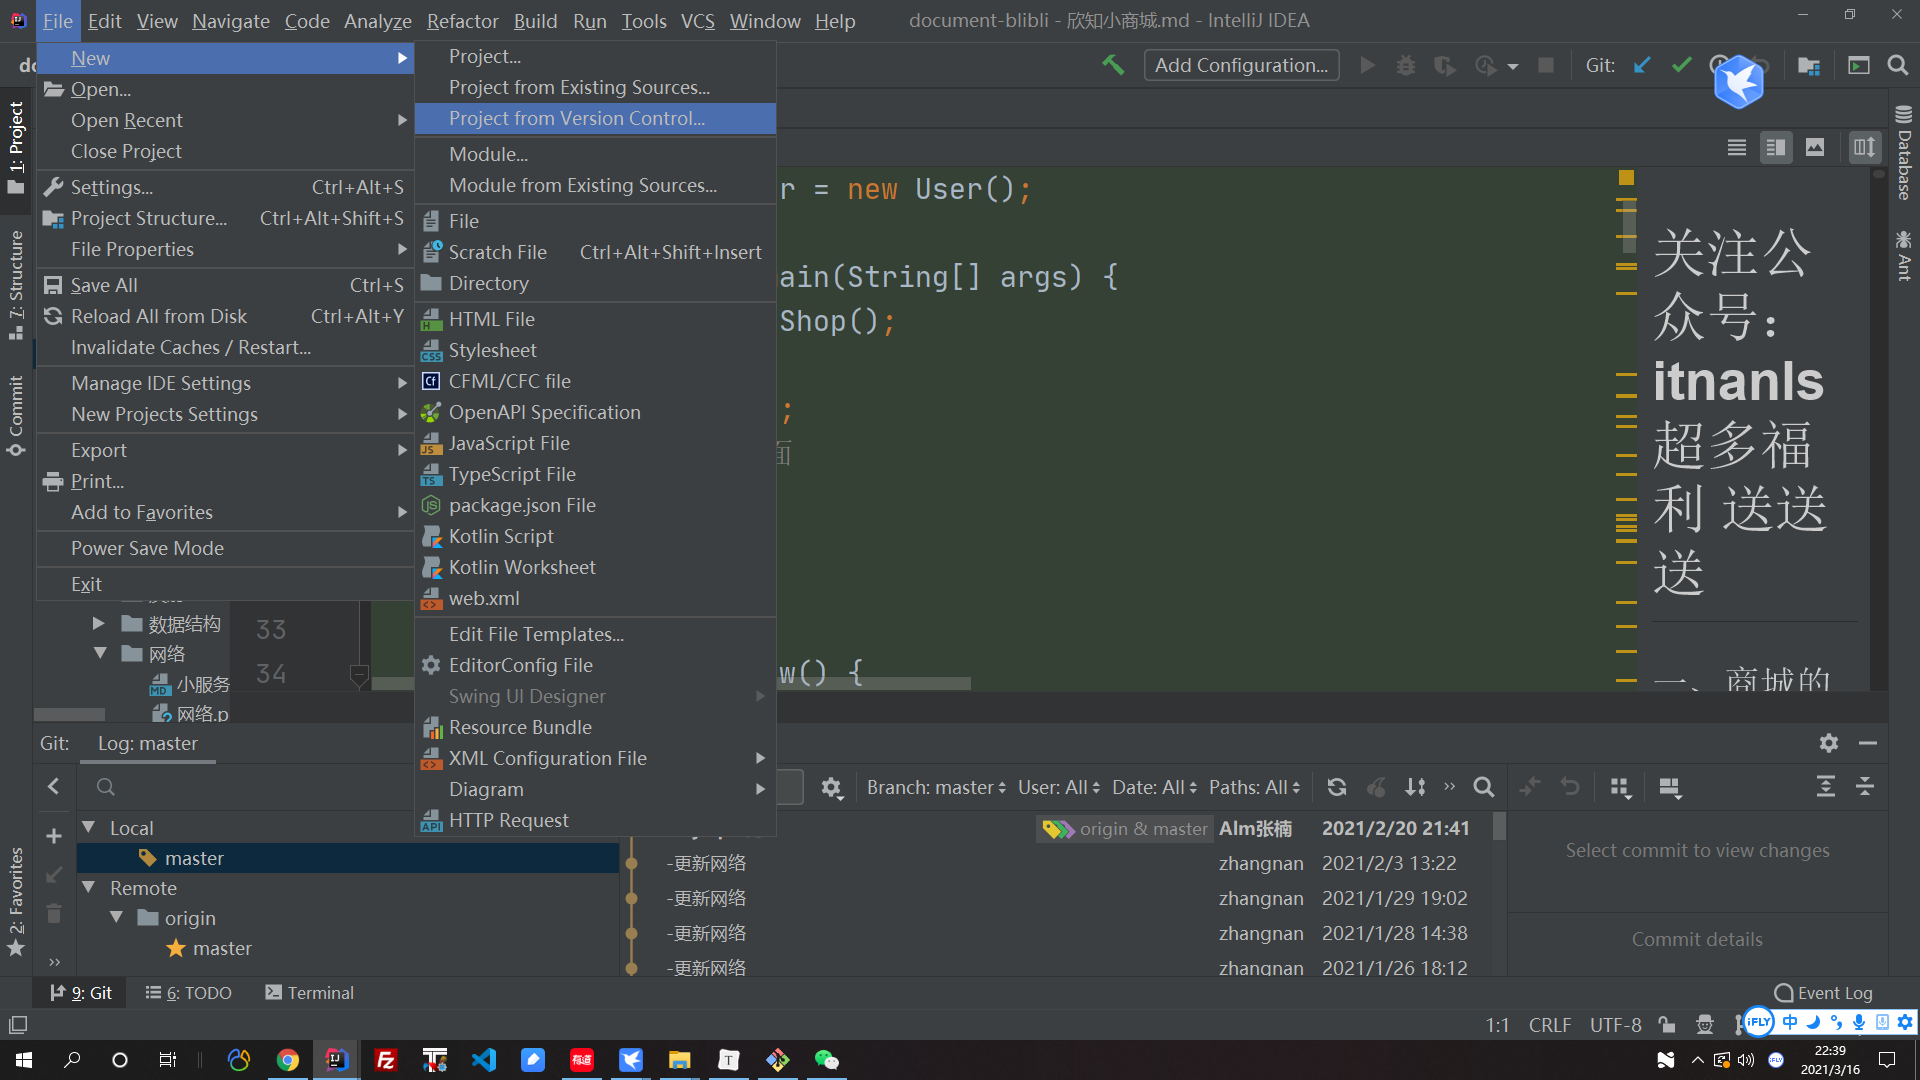 File Edit View Navigate Code Analyze Refactor Build Run Tools VCS Window Help document-blibli - 欣知小商城.md - IntelliJ IDEA
Add Configuration... Git:
New
Open...
Open Recent
Close Project
Settings... Ctrl+Alt+S
Project Structure... Ctrl+Alt+Shift+S
File Properties
Save All Ctrl+S
Reload All from Disk Ctrl+Alt+Y
Invalidate Caches / Restart...
Manage IDE Settings
New Projects Settings
Export
Print...
Add to Favorites
Power Save Mode
Exit
Project...
Project from Existing Sources...
Project from Version Control...
Module...
Module from Existing Sources...
File
Scratch File Ctrl+Alt+Shift+Insert
Directory
HTML File
Stylesheet
CFML/CFC file
OpenAPI Specification
JavaScript File
TypeScript File
package.json File
Kotlin Script
Kotlin Worksheet
web.xml
Edit File Templates...
EditorConfig File
Swing UI Designer
Resource Bundle
XML Configuration File
Diagram
HTTP Request
1: Project
7: Structure
Commit
2: Favorites
Database
Ant
r = new User();
ain(String[] args) {
Shop();
;
面
w() {
33
34
数据结构
网络
小服务
网络.p
关注公
众号：
itnanls
超多福
利 送送
送
一、商城的
Git: Log: master
Branch: master User: All Date: All Paths: All
Local
master
Remote
origin
master
origin & master Alm张楠 2021/2/20 21:41
-更新网络 zhangnan 2021/2/3 13:22
-更新网络 zhangnan 2021/1/29 19:02
-更新网络 zhangnan 2021/1/28 14:38
-更新网络 zhangnan 2021/1/26 18:12
Select commit to view changes
Commit details
9: Git 6: TODO Terminal Event Log
1:1 CRLF UTF-8 iFLY 中
22:39
2021/3/16